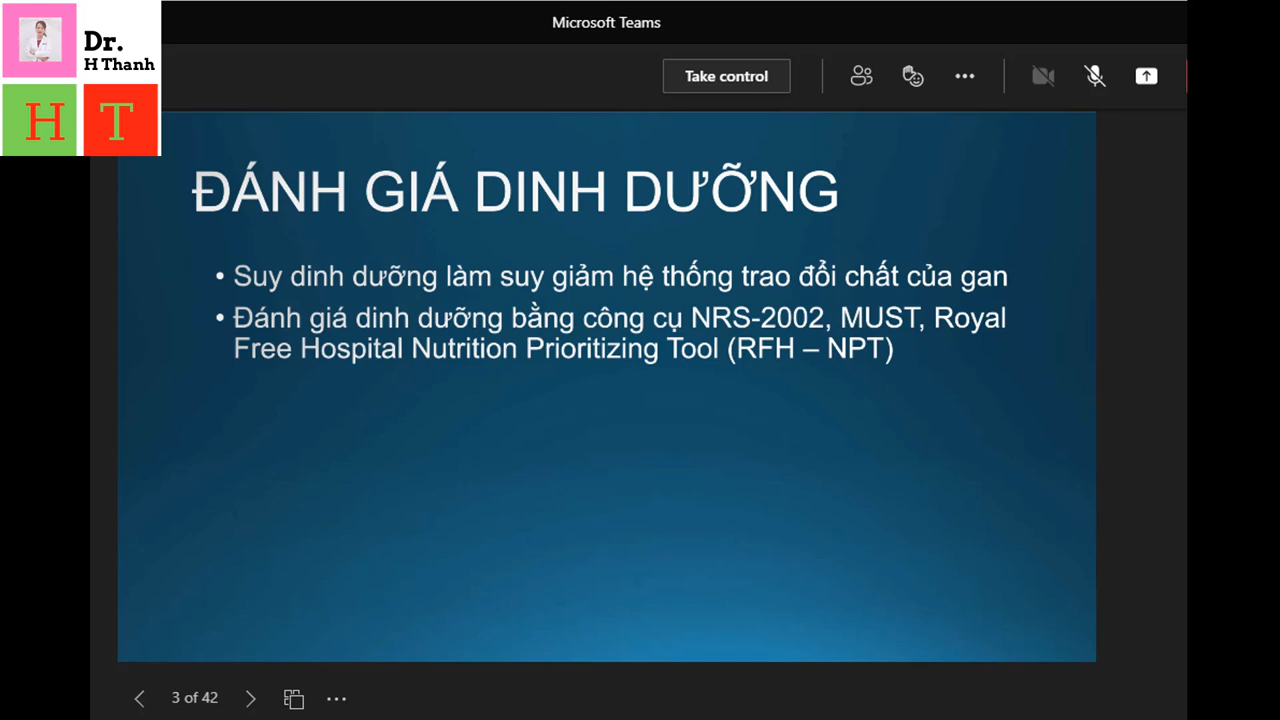 Microsoft Teams
Dr.
H Thanh
H T
Take control
ĐÁNH GIÁ DINH DƯỠNG
• Suy dinh dưỡng làm suy giảm hệ thống trao đổi chất của gan
• Đánh giá dinh dưỡng bằng công cụ NRS-2002, MUST, Royal
Free Hospital Nutrition Prioritizing Tool (RFH – NPT)
3 of 42